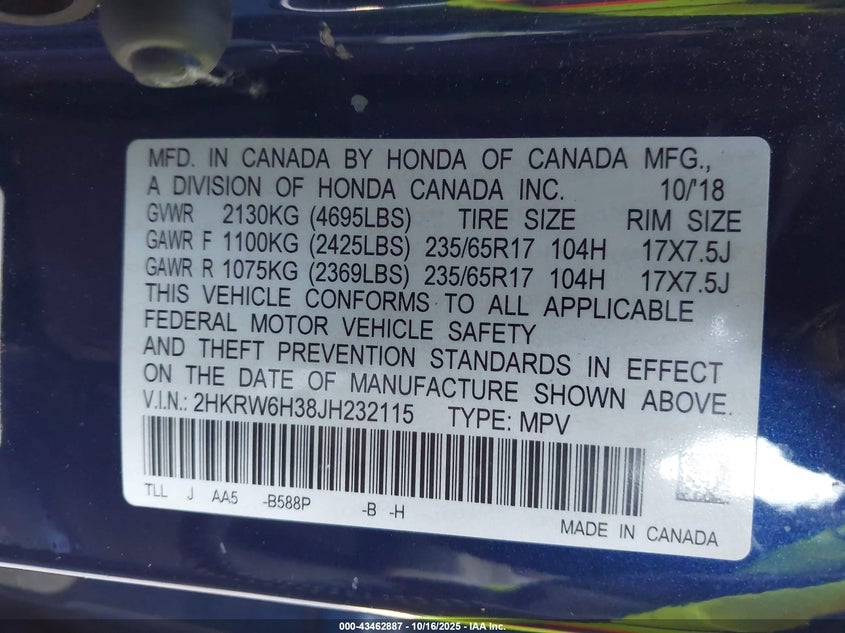 MFD. IN CANADA BY HONDA OF CANADA MFG.,
A DIVISION OF HONDA CANADA INC. 10/'18
GVWR 2130KG (4695LBS) TIRE SIZE RIM SIZE
GAWR F 1100KG (2425LBS) 235/65R17 104H 17X7.5J
GAWR R 1075KG (2369LBS) 235/65R17 104H 17X7.5J
THIS VEHICLE CONFORMS TO ALL APPLICABLE
FEDERAL MOTOR VEHICLE SAFETY
AND THEFT PREVENTION STANDARDS IN EFFECT
ON THE DATE OF MANUFACTURE SHOWN ABOVE.
V.I.N.: 2HKRW6H38JH232115 TYPE: MPV
TLL J AA5 -B588P -B -H
MADE IN CANADA
000-43462887 - 10/16/2025 - IAA Inc.